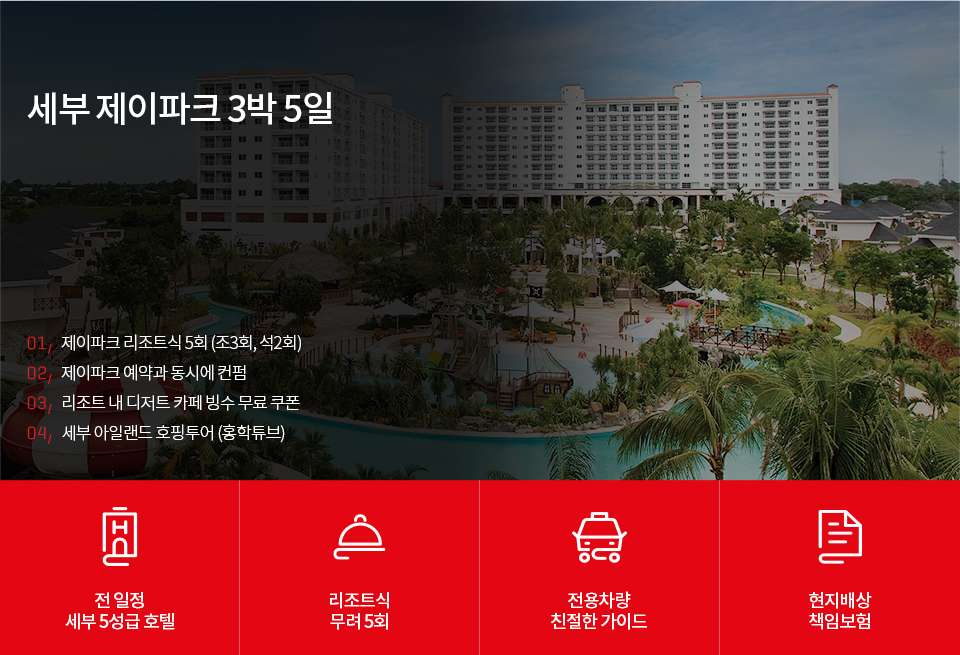 세부 제이파크 3박 5일
01, 제이파크 리조트식 5회 (조3회, 석2회)
02, 제이파크 예약과 동시에 컨펌
03, 리조트 내 디저트 카페 빙수 무료 쿠폰
04, 세부 아일랜드 호핑투어 (홍학튜브)
전 일정
세부 5성급 호텔
리조트식
무려 5회
전용차량
친절한 가이드
현지배상
책임보험